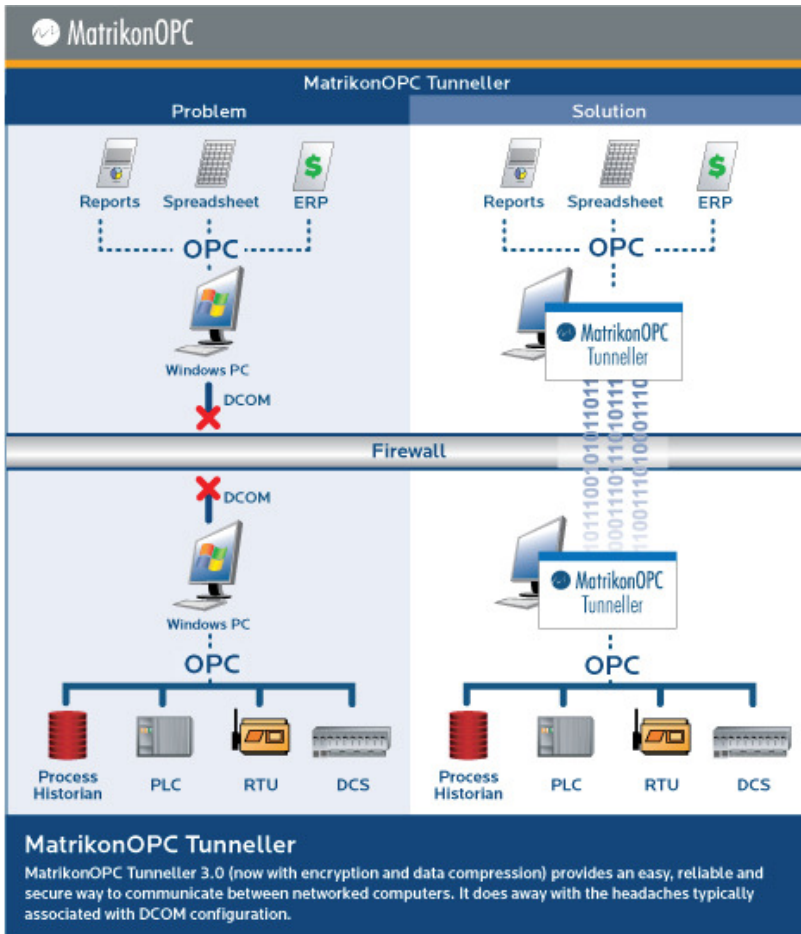 MatrikonOPC
MatrikonOPC Tunneller
Problem
Solution
Reports Spreadsheet ERP
OPC
Windows PC
DCOM
Reports Spreadsheet ERP
OPC
MatrikonOPC
Tunneller
Firewall
DCOM
Windows PC
OPC
Process
Historian
PLC
RTU
DCS
MatrikonOPC
Tunneller
OPC
Process
Historian
PLC
RTU
DCS
MatrikonOPC Tunneller
MatrikonOPC Tunneller 3.0 (now with encryption and data compression) provides an easy, reliable and
secure way to communicate between networked computers. It does away with the headaches typically
associated with DCOM configuration.